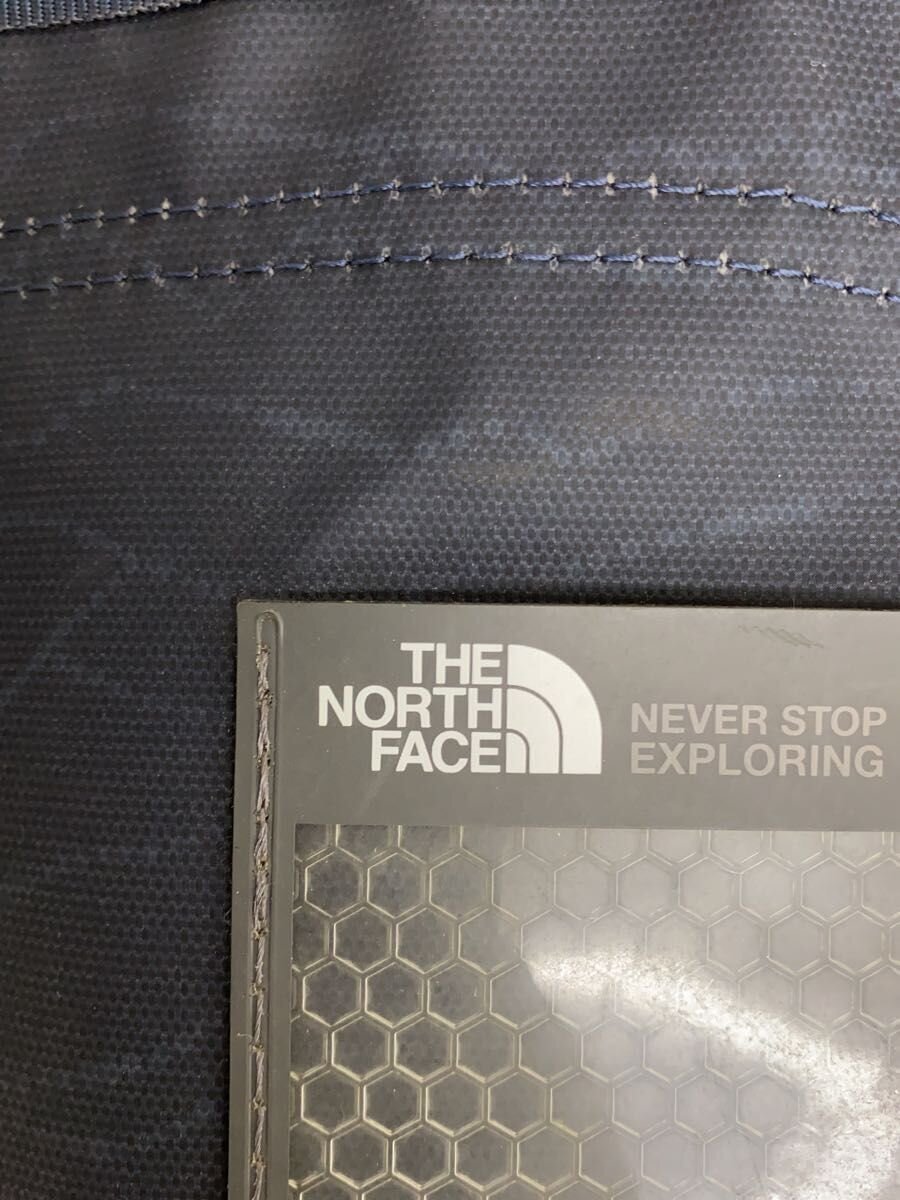 THE
NORTH
FACE
NEVER STOP
EXPLORING